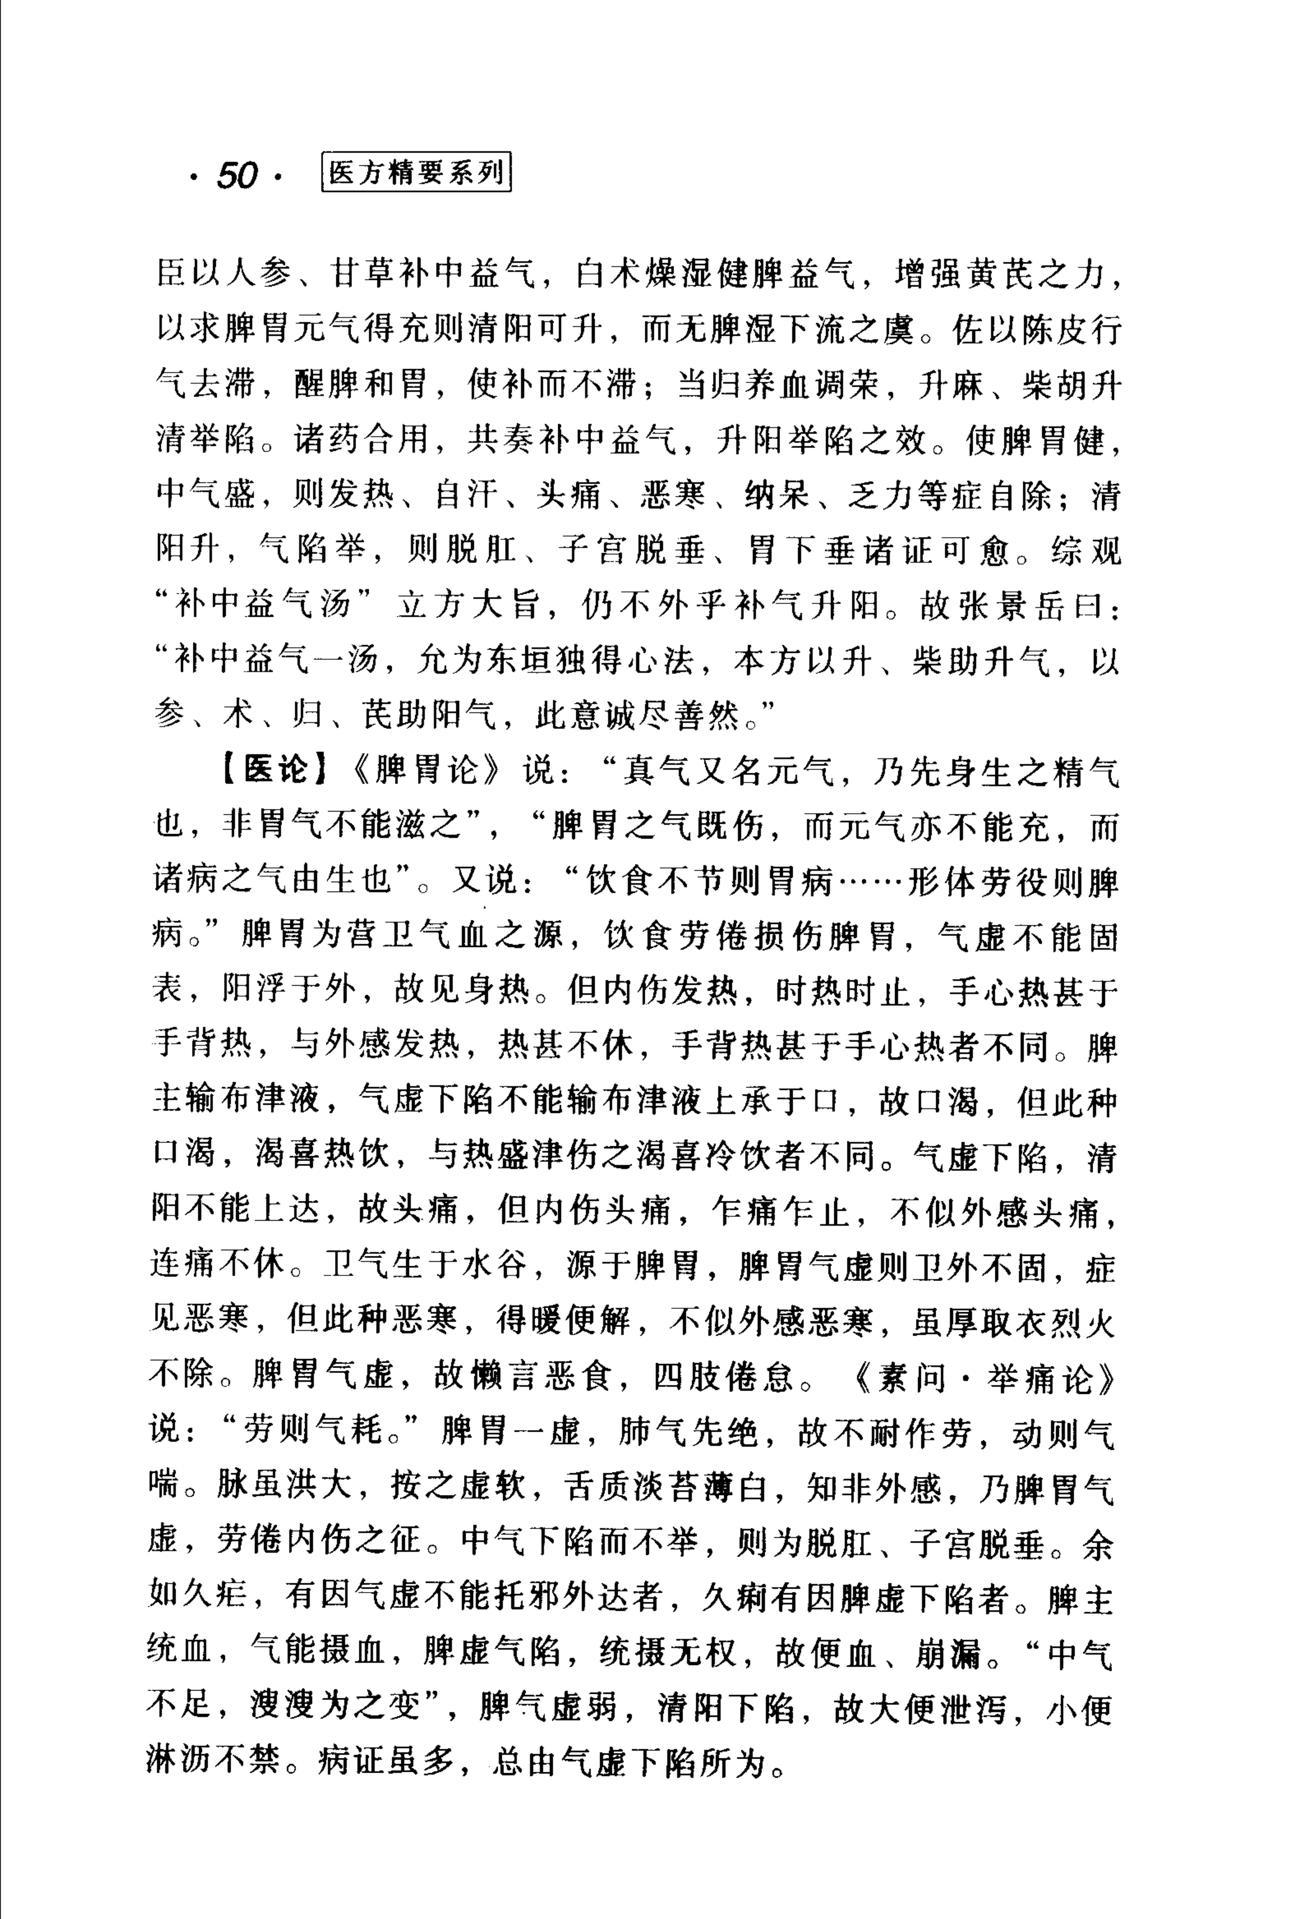 ·50· 医方精要系列
臣以人参、甘草补中益气，白术燥湿健脾益气，增强黄芪之力，
以求脾胃元气得充则清阳可升，而无脾湿下流之虞。佐以陈皮行
气去滞，醒脾和胃，使补而不滞；当归养血调荣，升麻、柴胡升
清举陷。诸药合用，共奏补中益气，升阳举陷之效。使脾胃健，
中气盛，则发热、自汗、头痛、恶寒、纳呆、乏力等症自除；清
阳升，气陷举，则脱肛、子宫脱垂、胃下垂诸证可愈。综观
“补中益气汤”立方大旨，仍不外乎补气升阳。故张景岳曰：
“补中益气一汤，允为东垣独得心法，本方以升、柴助升气，以
参、术、归、芪助阳气，此意诚尽善然。”
【医论】《脾胃论》说：“真气又名元气，乃先身生之精气
也，非胃气不能滋之”，“脾胃之气既伤，而元气亦不能充，而
诸病之气由生也”。又说：“饮食不节则胃病……形体劳役则脾
病。”脾胃为营卫气血之源，饮食劳倦损伤脾胃，气虚不能固
表，阳浮于外，故见身热。但内伤发热，时热时止，手心热甚于
手背热，与外感发热，热甚不休，手背热甚于手心热者不同。脾
主输布津液，气虚下陷不能输布津液上承于口，故口渴，但此种
口渴，渴喜热饮，与热盛津伤之渴喜冷饮者不同。气虚下陷，清
阳不能上达，故头痛，但内伤头痛，乍痛乍止，不似外感头痛，
连痛不休。卫气生于水谷，源于脾胃，脾胃气虚则卫外不固，症
见恶寒，但此种恶寒，得暖便解，不似外感恶寒，虽厚取衣烈火
不除。脾胃气虚，故懒言恶食，四肢倦怠。《素问·举痛论》
说：“劳则气耗。”脾胃一虚，肺气先绝，故不耐作劳，动则气
喘。脉虽洪大，按之虚软，舌质淡苔薄白，知非外感，乃脾胃气
虚，劳倦内伤之征。中气下陷而不举，则为脱肛、子宫脱垂。余
如久疟，有因气虚不能托邪外达者，久痢有因脾虚下陷者。脾主
统血，气能摄血，脾虚气陷，统摄无权，故便血、崩漏。“中气
不足，溲溲为之变”，脾气虚弱，清阳下陷，故大便泄泻，小便
淋沥不禁。病证虽多，总由气虚下陷所为。